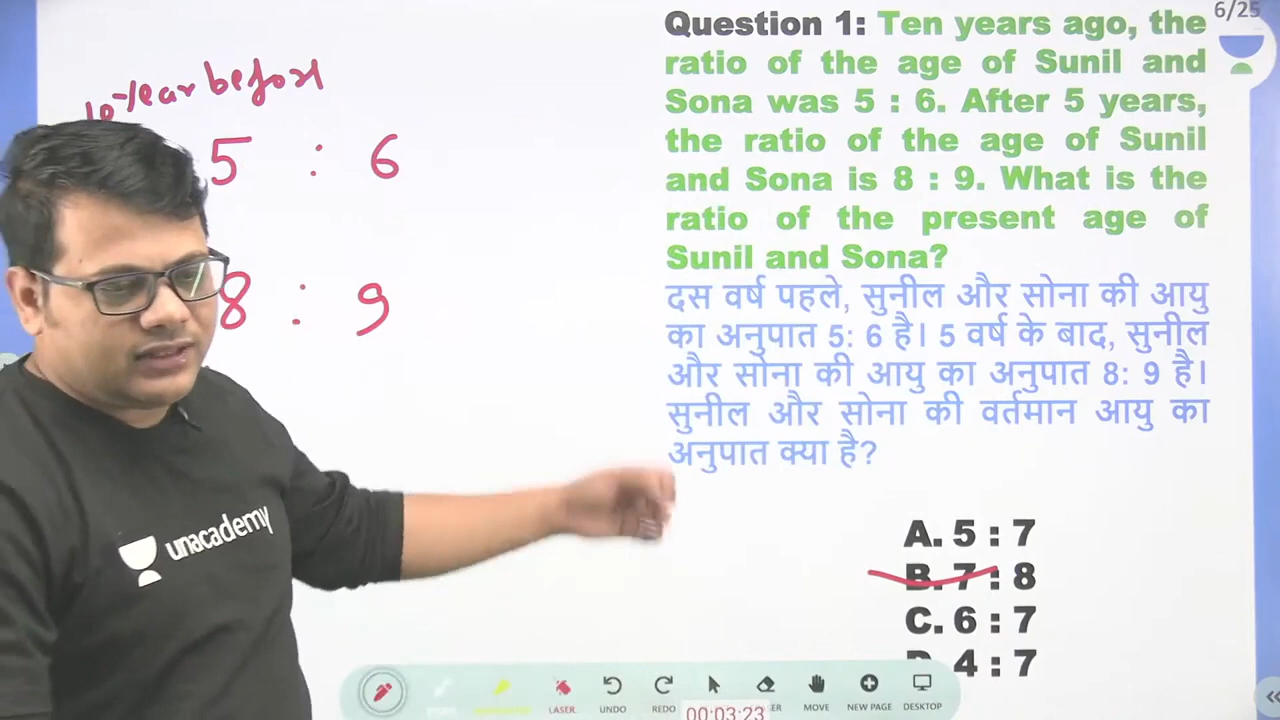 6/25
Question 1: Ten years ago, the
ratio of the age of Sunil and
Sona was 5 : 6. After 5 years,
the ratio of the age of Sunil
and Sona is 8 : 9. What is the
ratio of the present age of
Sunil and Sona?
दस वर्ष पहले, सुनील और सोना की आयु
का अनुपात 5: 6 है। 5 वर्ष के बाद, सुनील
और सोना की आयु का अनुपात 8: 9 है।
सुनील और सोना की वर्तमान आयु का
अनुपात क्या है?
A. 5 : 7
B. 7 : 8
C. 6 : 7
D. 4 : 7
10-Year before
5 : 6
8 : 9
unacademy
LASER
UNDO
REDO
MOVE
NEW PAGE
DESKTOP
00:03:23